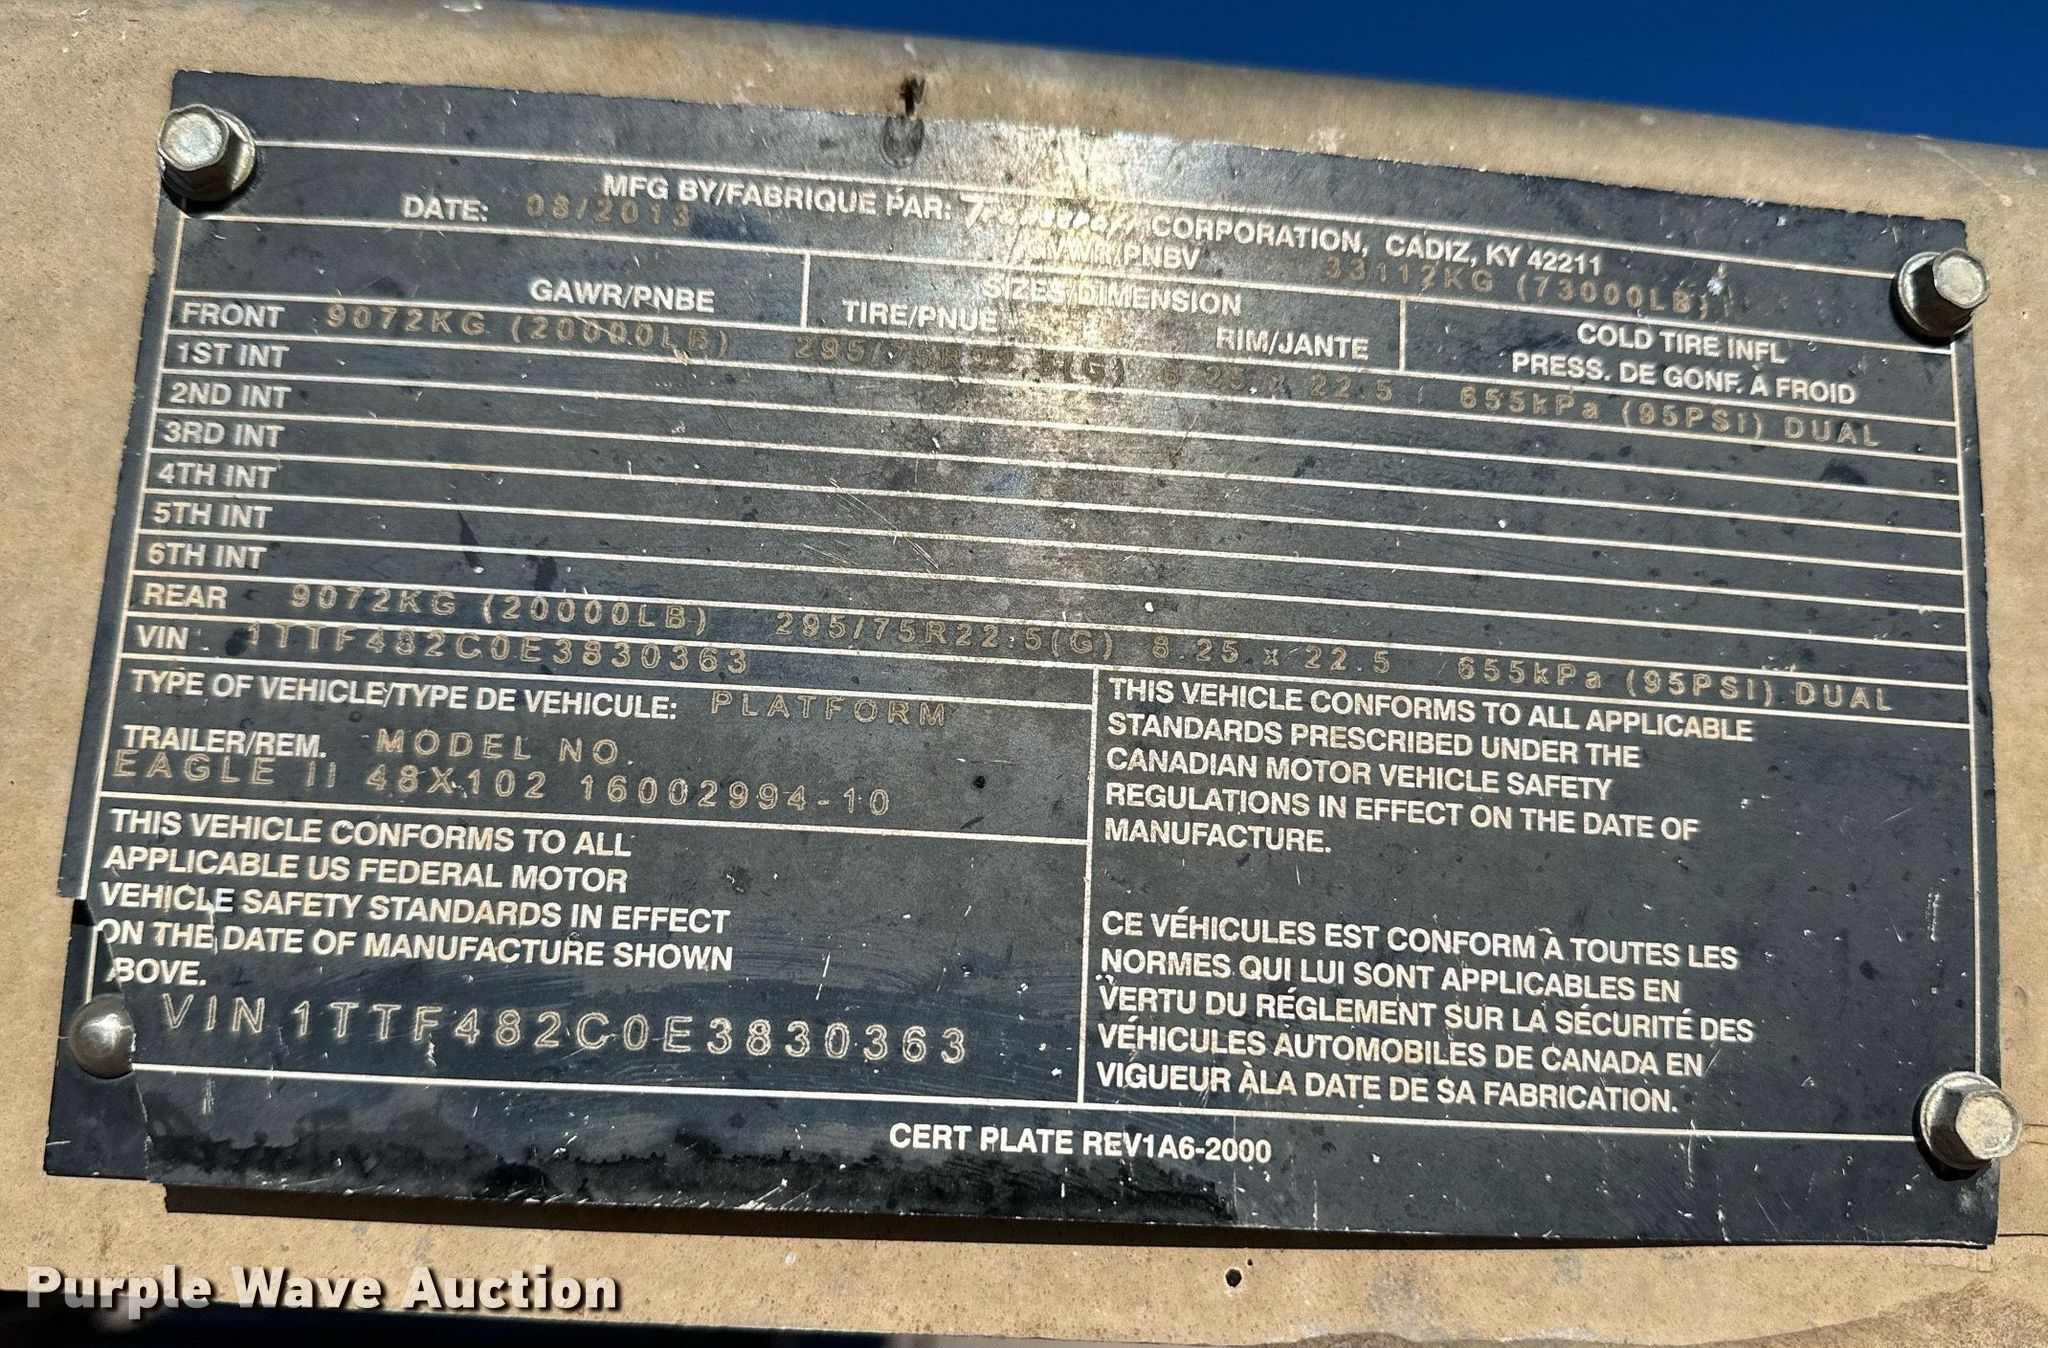 MFG BY/FABRIQUE PAR: Transcraft CORPORATION, CADIZ, KY 42211
DATE: 08/2013 GVWR/PNBV 33112KG (73000LB)
GAWR/PNBE SIZES/DIMENSION COLD TIRE INFL
TIRE/PNUE RIM/JANTE PRESS. DE GONF. À FROID
FRONT 9072KG (20000LB) 295/75R22.5(G) 8.25 x 22.5 655kPa (95PSI) DUAL
1ST INT
2ND INT
3RD INT
4TH INT
5TH INT
6TH INT
REAR 9072KG (20000LB) 295/75R22.5(G) 8.25 x 22.5 655kPa (95PSI) DUAL
VIN 1TTF482C0E3830363
TYPE OF VEHICLE/TYPE DE VEHICULE: PLATFORM
TRAILER/REM. MODEL NO.
EAGLE II 48X102 16002994-10
THIS VEHICLE CONFORMS TO ALL
APPLICABLE US FEDERAL MOTOR
VEHICLE SAFETY STANDARDS IN EFFECT
ON THE DATE OF MANUFACTURE SHOWN
ABOVE.
VIN 1TTF482C0E3830363
THIS VEHICLE CONFORMS TO ALL APPLICABLE
STANDARDS PRESCRIBED UNDER THE
CANADIAN MOTOR VEHICLE SAFETY
REGULATIONS IN EFFECT ON THE DATE OF
MANUFACTURE.
CE VÉHICULES EST CONFORM À TOUTES LES
NORMES QUI LUI SONT APPLICABLES EN
VERTU DU RÉGLEMENT SUR LA SÉCURITÉ DES
VÉHICULES AUTOMOBILES DE CANADA EN
VIGUEUR ÀLA DATE DE SA FABRICATION.
CERT PLATE REV1A6-2000
Purple Wave Auction